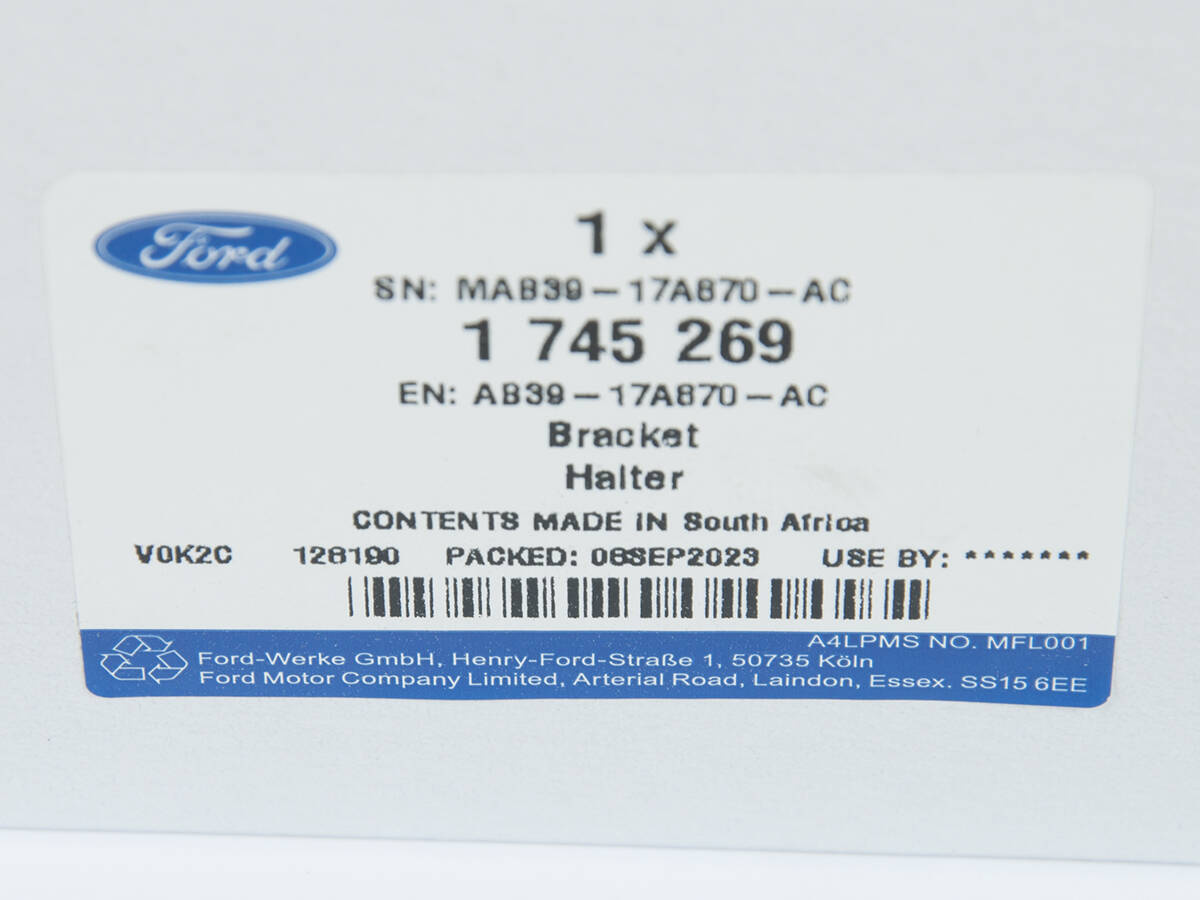 Ford
1 x
SN: MAB39-17A870-AC
1 745 269
EN: AB39-17A870-AC
Bracket
Halter
CONTENTS MADE IN South Africa
V0K2C 128190 PACKED: 06SEP2023 USE BY: *******
A4LPMS NO. MFL001
Ford-Werke GmbH, Henry-Ford-Straße 1, 50735 Köln
Ford Motor Company Limited, Arterial Road, Laindon, Essex. SS15 6EE